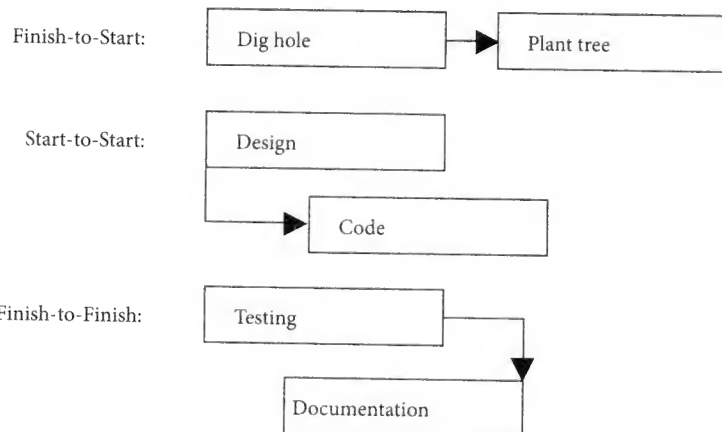 Finish-to-Start: Dig hole Plant tree
Start-to-Start: Design
Code
Finish-to-Finish: Testing
Documentation